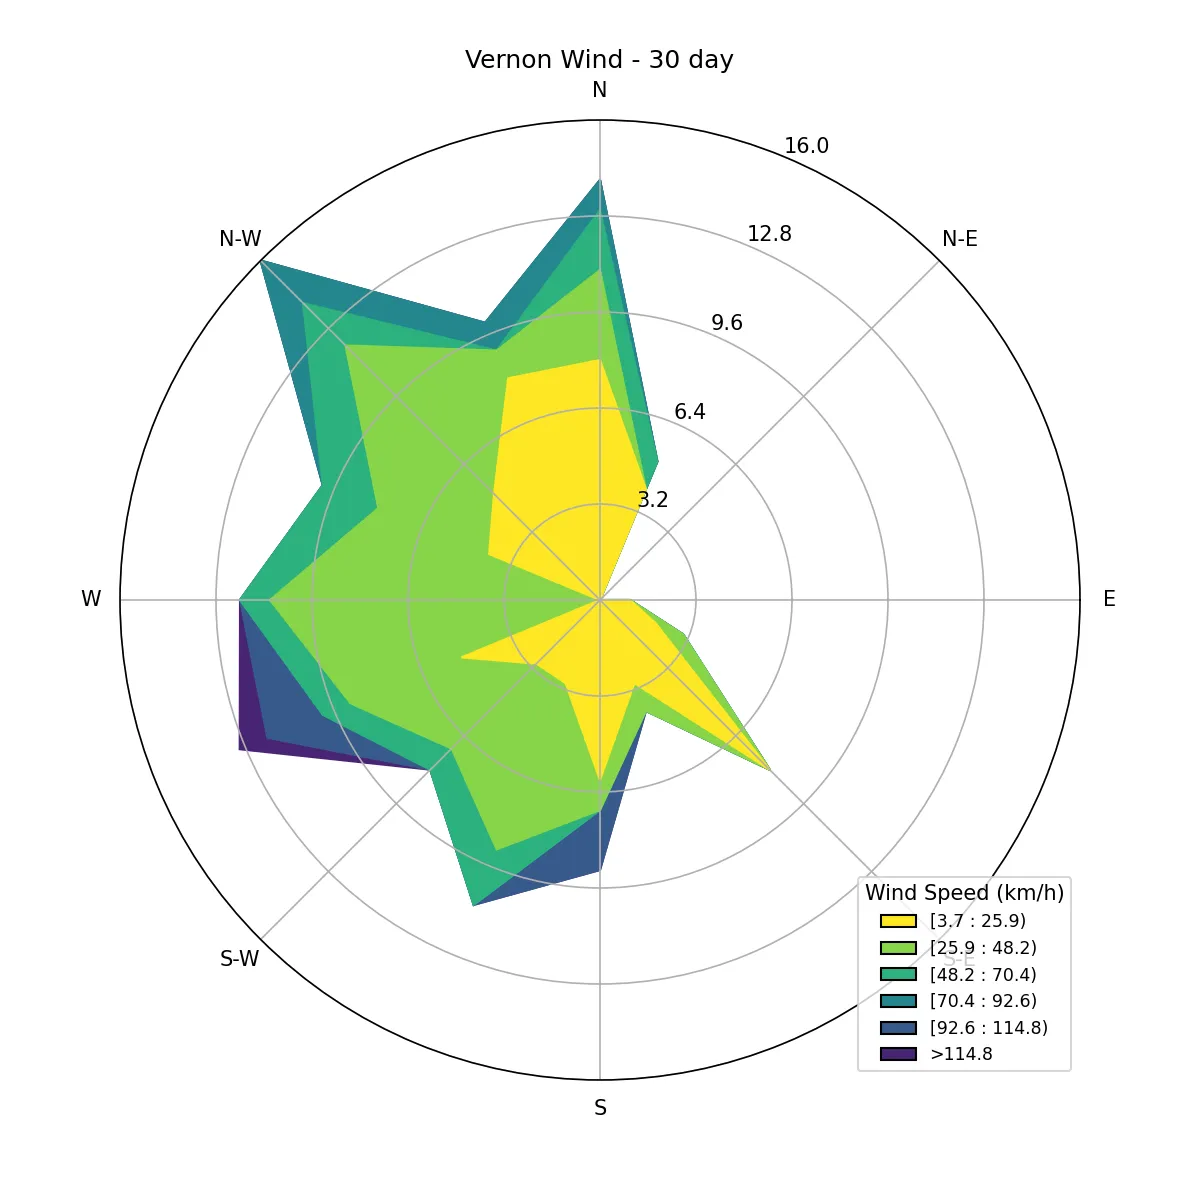 Vernon Wind - 30 day
N
16.0
12.8
N-W
N-E
9.6
6.4
3.2
W
E
Wind Speed (km/h)
[3.7 : 25.9)
[25.9 : 48.2)
S-W
S-E
[48.2 : 70.4)
[70.4 : 92.6)
[92.6 : 114.8)
>114.8
S